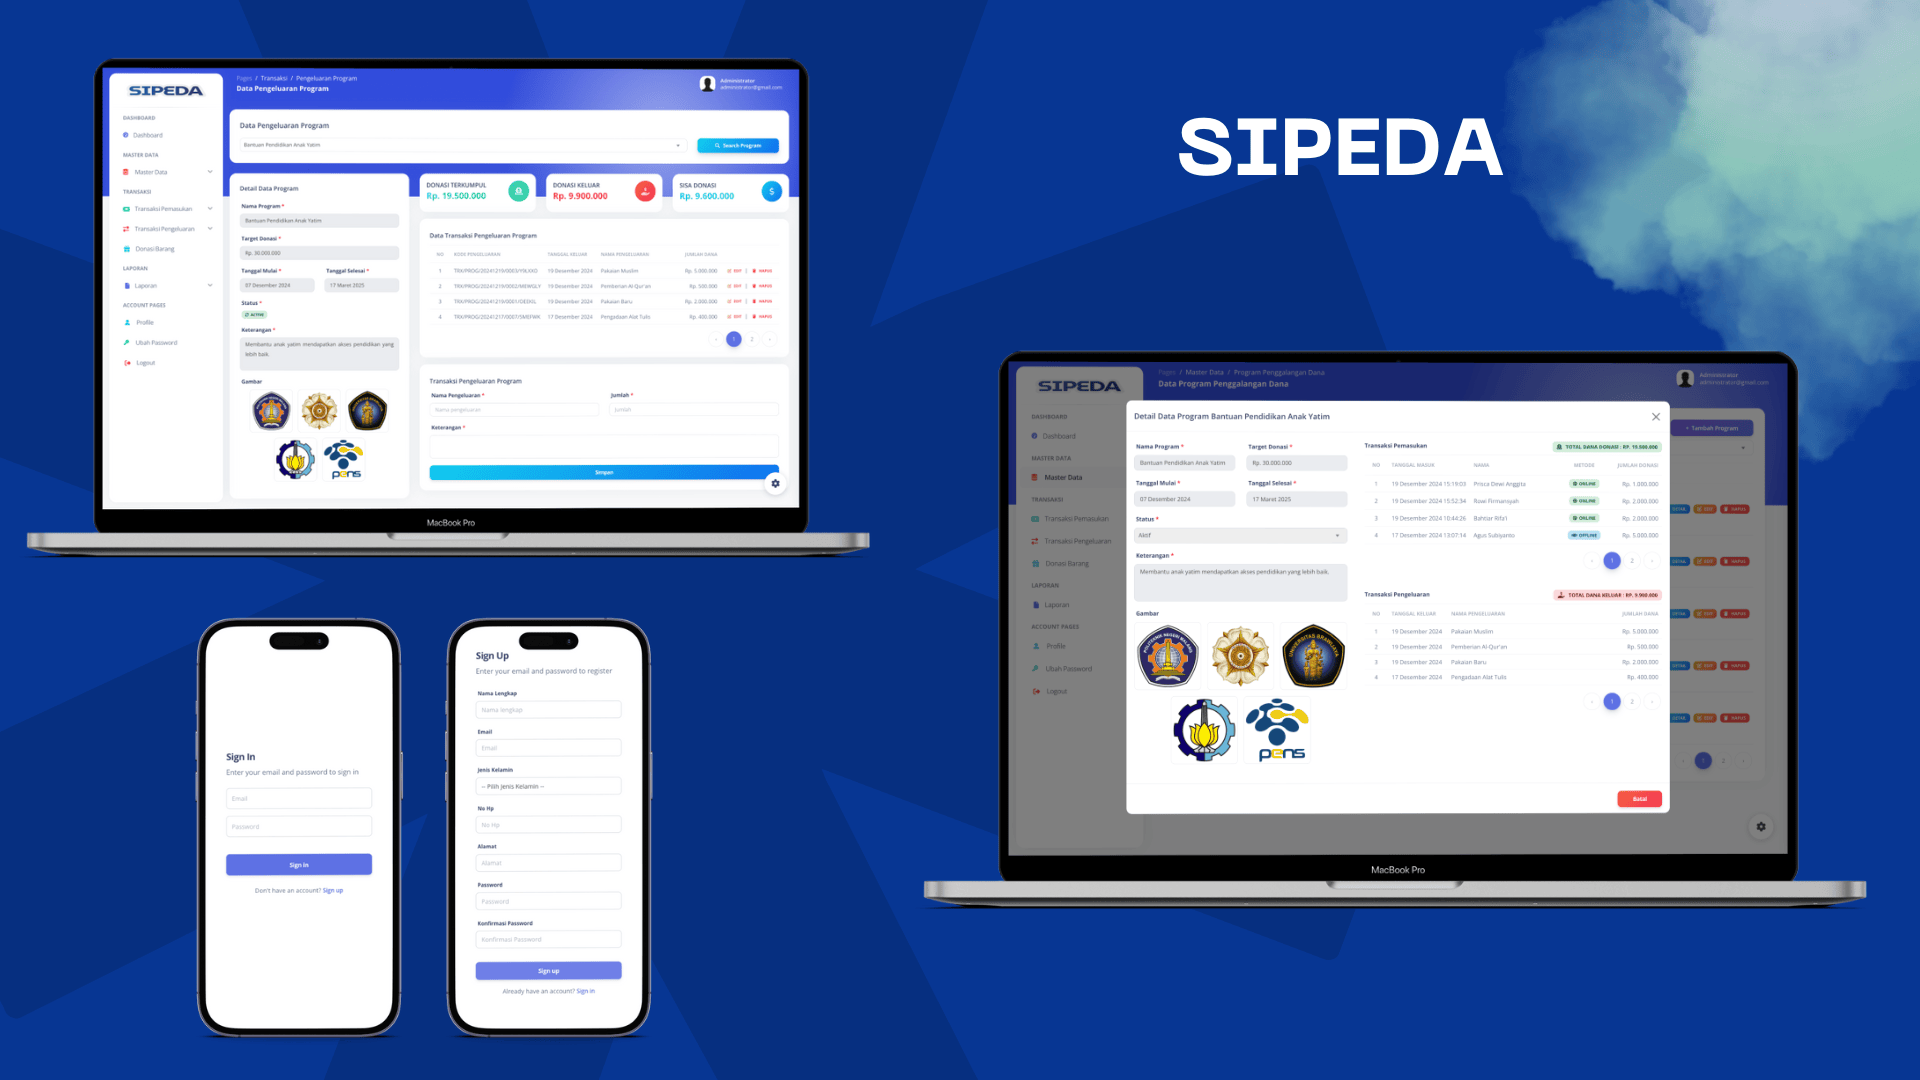 SIPEDA
SIPEDA
DASHBOARD
Dashboard
MASTER DATA
Master Data
TRANSAKSI
Transaksi Pemasukan
Transaksi Pengeluaran
Donasi Barang
LAPORAN
Laporan
ACCOUNT PAGES
Profile
Ubah Password
Logout
Pages / Transaksi / Pengeluaran Program
Data Pengeluaran Program
Administrator
administrator@gmail.com
Data Pengeluaran Program
Bantuan Pendidikan Anak Yatim
Search Program
Detail Data Program
Nama Program *
Bantuan Pendidikan Anak Yatim
Target Donasi *
Rp. 30.000.000
Tanggal Mulai * Tanggal Selesai *
07 Desember 2024 17 Maret 2025
Status *
ACTIVE
Keterangan *
Membantu anak yatim mendapatkan akses pendidikan yang
lebih baik.
Gambar
pens
DONASI TERKUMPUL
Rp. 19.500.000
DONASI KELUAR
Rp. 9.900.000
SISA DONASI
Rp. 9.600.000
Data Transaksi Pengeluaran Program
NO KODE PENGELUARAN TANGGAL KELUAR NAMA PENGELUARAN JUMLAH DANA
1 19 Desember 2024 Pakaian Muslim Rp. 5.000.000 EDIT | HAPUS
2 19 Desember 2024 Pemberian Al-Qur'an Rp. 500.000 EDIT | HAPUS
3 19 Desember 2024 Pakaian Baru Rp. 2.000.000 EDIT | HAPUS
4 17 Desember 2024 Pengadaan Alat Tulis Rp. 400.000 EDIT | HAPUS
1 2
Transaksi Pengeluaran Program
Nama Pengeluaran * Jumlah *
Nama pengeluaran Jumlah
Keterangan *
Simpan
MacBook Pro
Sign In
Enter your email and password to sign in
Email
Password
Sign in
Don't have an account? Sign up
Sign Up
Enter your email and password to register
Nama Lengkap
Nama lengkap
Email
Email
Jenis Kelamin
-- Pilih Jenis Kelamin --
No Hp
No Hp
Alamat
Alamat
Password
Password
Konfirmasi Password
Konfirmasi Password
Sign up
Already have an account? Sign in
SIPEDA
DASHBOARD
Dashboard
MASTER DATA
Master Data
TRANSAKSI
Transaksi Pemasukan
Transaksi Pengeluaran
Donasi Barang
LAPORAN
Laporan
ACCOUNT PAGES
Profile
Ubah Password
Logout
Pages / Master Data / Program Penggalangan Dana
Data Program Penggalangan Dana
Administrator
administrator@gmail.com
+ Tambah Program
Detail Data Program Bantuan Pendidikan Anak Yatim
Nama Program * Target Donasi *
Bantuan Pendidikan Anak Yatim Rp. 30.000.000
Tanggal Mulai * Tanggal Selesai *
07 Desember 2024 17 Maret 2025
Status *
Aktif
Keterangan *
Membantu anak yatim mendapatkan akses pendidikan yang lebih baik.
Gambar
POLITEKNIK NEGERI MALANG
UNIVERSITAS BRAWIJAYA
pens
Transaksi Pemasukan
TOTAL DANA DONASI : RP. 19.500.000
NO TANGGAL MASUK NAMA METODE JUMLAH DONASI
1 19 Desember 2024 15:19:03 Prisca Dewi Anggita ONLINE Rp. 1.000.000
2 19 Desember 2024 15:52:34 Rowi Firmansyah ONLINE Rp. 2.000.000
3 19 Desember 2024 10:44:26 Bahtiar Rifa'i ONLINE Rp. 2.000.000
4 17 Desember 2024 13:07:14 Agus Subiyanto OFFLINE Rp. 5.000.000
1 2
Transaksi Pengeluaran
TOTAL DANA KELUAR : RP. 9.900.000
NO TANGGAL KELUAR NAMA PENGELUARAN JUMLAH DANA
1 19 Desember 2024 Pakaian Muslim Rp. 5.000.000
2 19 Desember 2024 Pemberian Al-Qur'an Rp. 500.000
3 19 Desember 2024 Pakaian Baru Rp. 2.000.000
4 17 Desember 2024 Pengadaan Alat Tulis Rp. 400.000
1 2
Batal
EDIT HAPUS
EDIT HAPUS
EDIT HAPUS
EDIT HAPUS
EDIT HAPUS
1 2
MacBook Pro